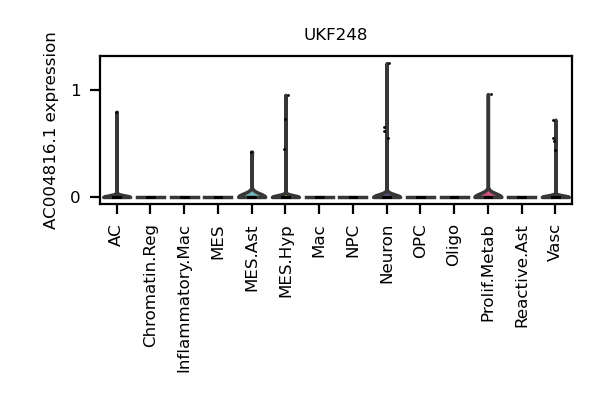 UKF248
AC004816.1 expression
1
0
AC
Chromatin.Reg
Inflammatory.Mac
MES
MES.Ast
MES.Hyp
Mac
NPC
Neuron
OPC
Oligo
Prolif.Metab
Reactive.Ast
Vasc